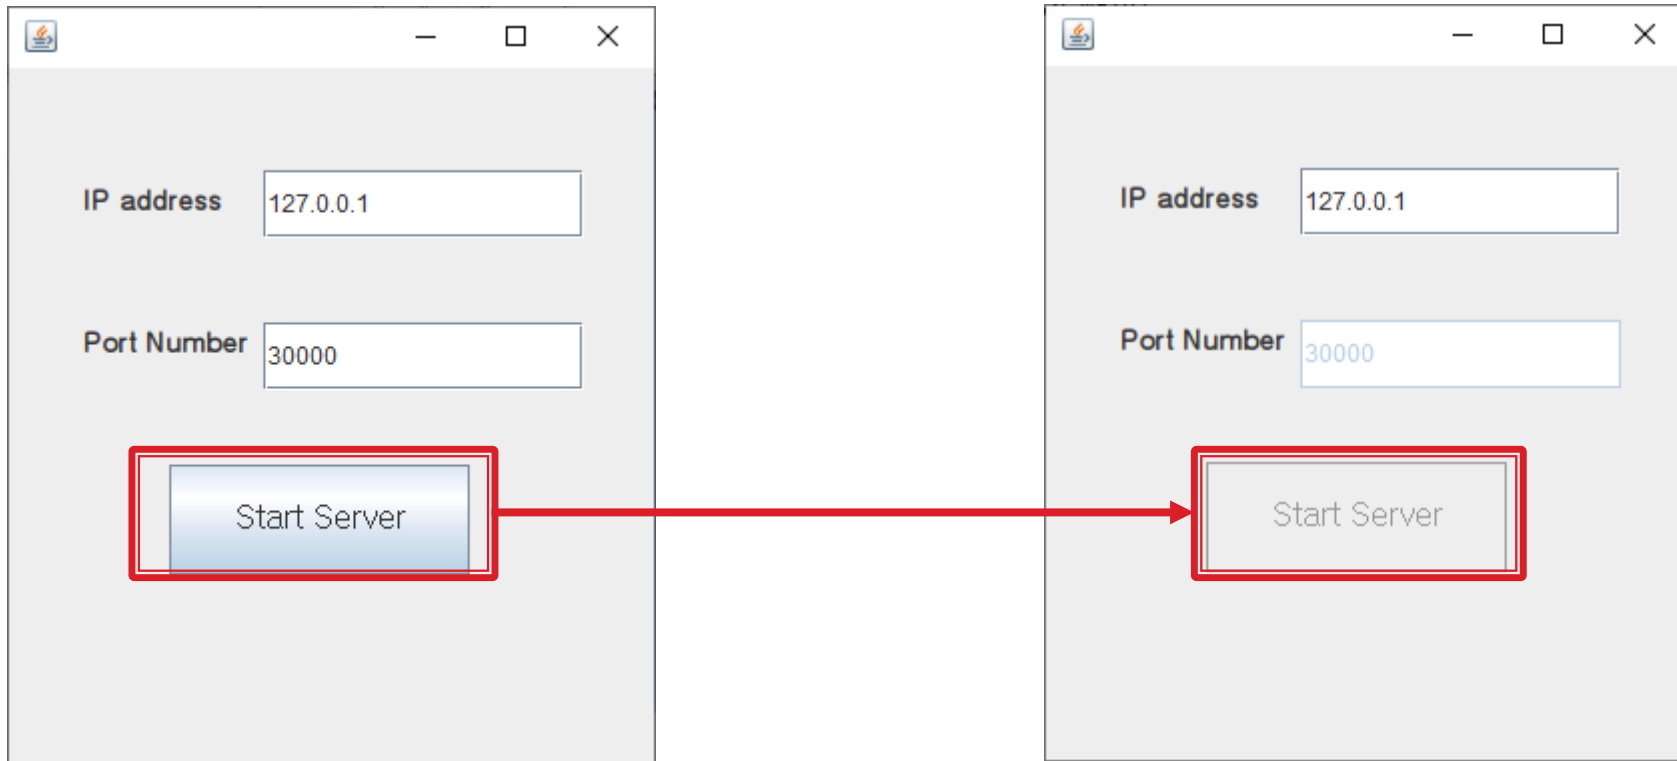 IP address
127.0.0.1
Port Number
30000
Start Server
IP address
127.0.0.1
Port Number
30000
Start Server